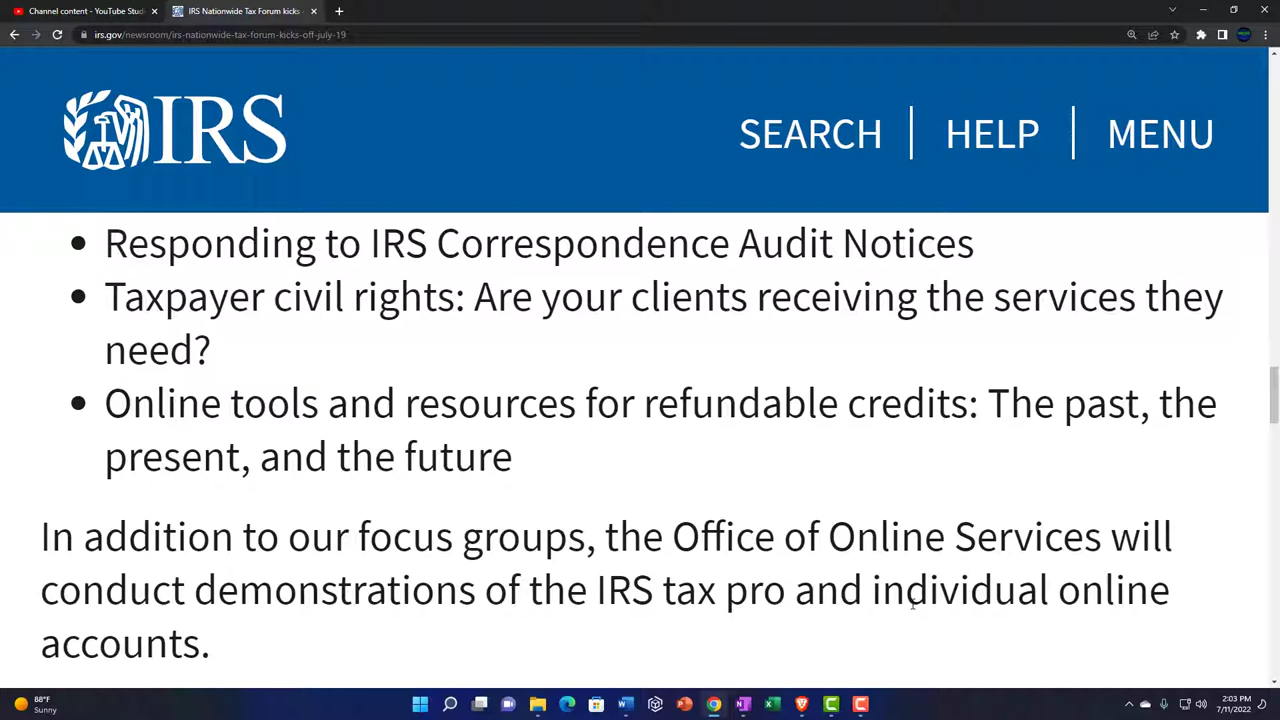 Channel content - YouTube Stud
IRS Nationwide Tax Forum kicks
irs.gov/newsroom/irs-nationwide-tax-forum-kicks-off-july-19
IRS
SEARCH
HELP
MENU
Responding to IRS Correspondence Audit Notices
Taxpayer civil rights: Are your clients receiving the services they
need?
Online tools and resources for refundable credits: The past, the
present, and the future
In addition to our focus groups, the Office of Online Services will
conduct demonstrations of the IRS tax pro and individual online
accounts.
88°F
Sunny
2:03 PM
7/11/2022